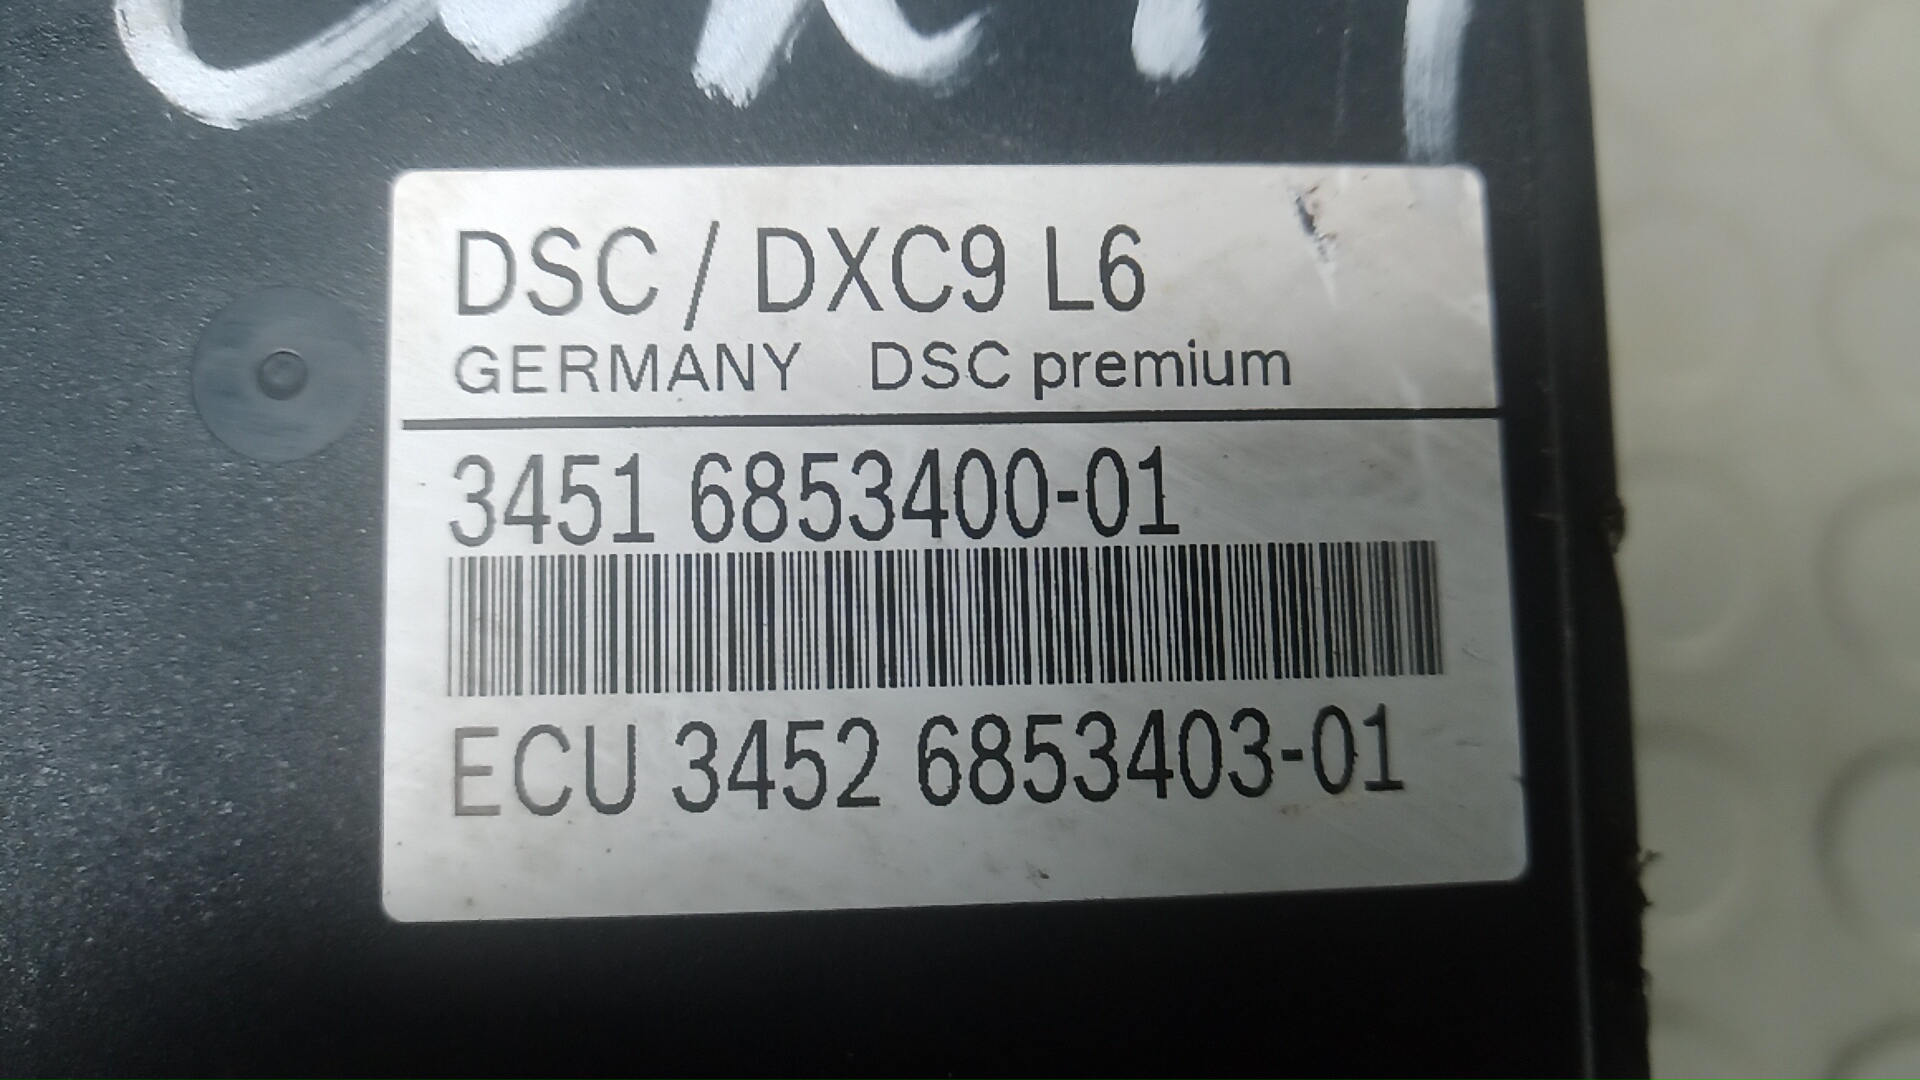 DSC / DXC9 L6
GERMANY DSC premium
3451 6853400-01
ECU 3452 6853403-01